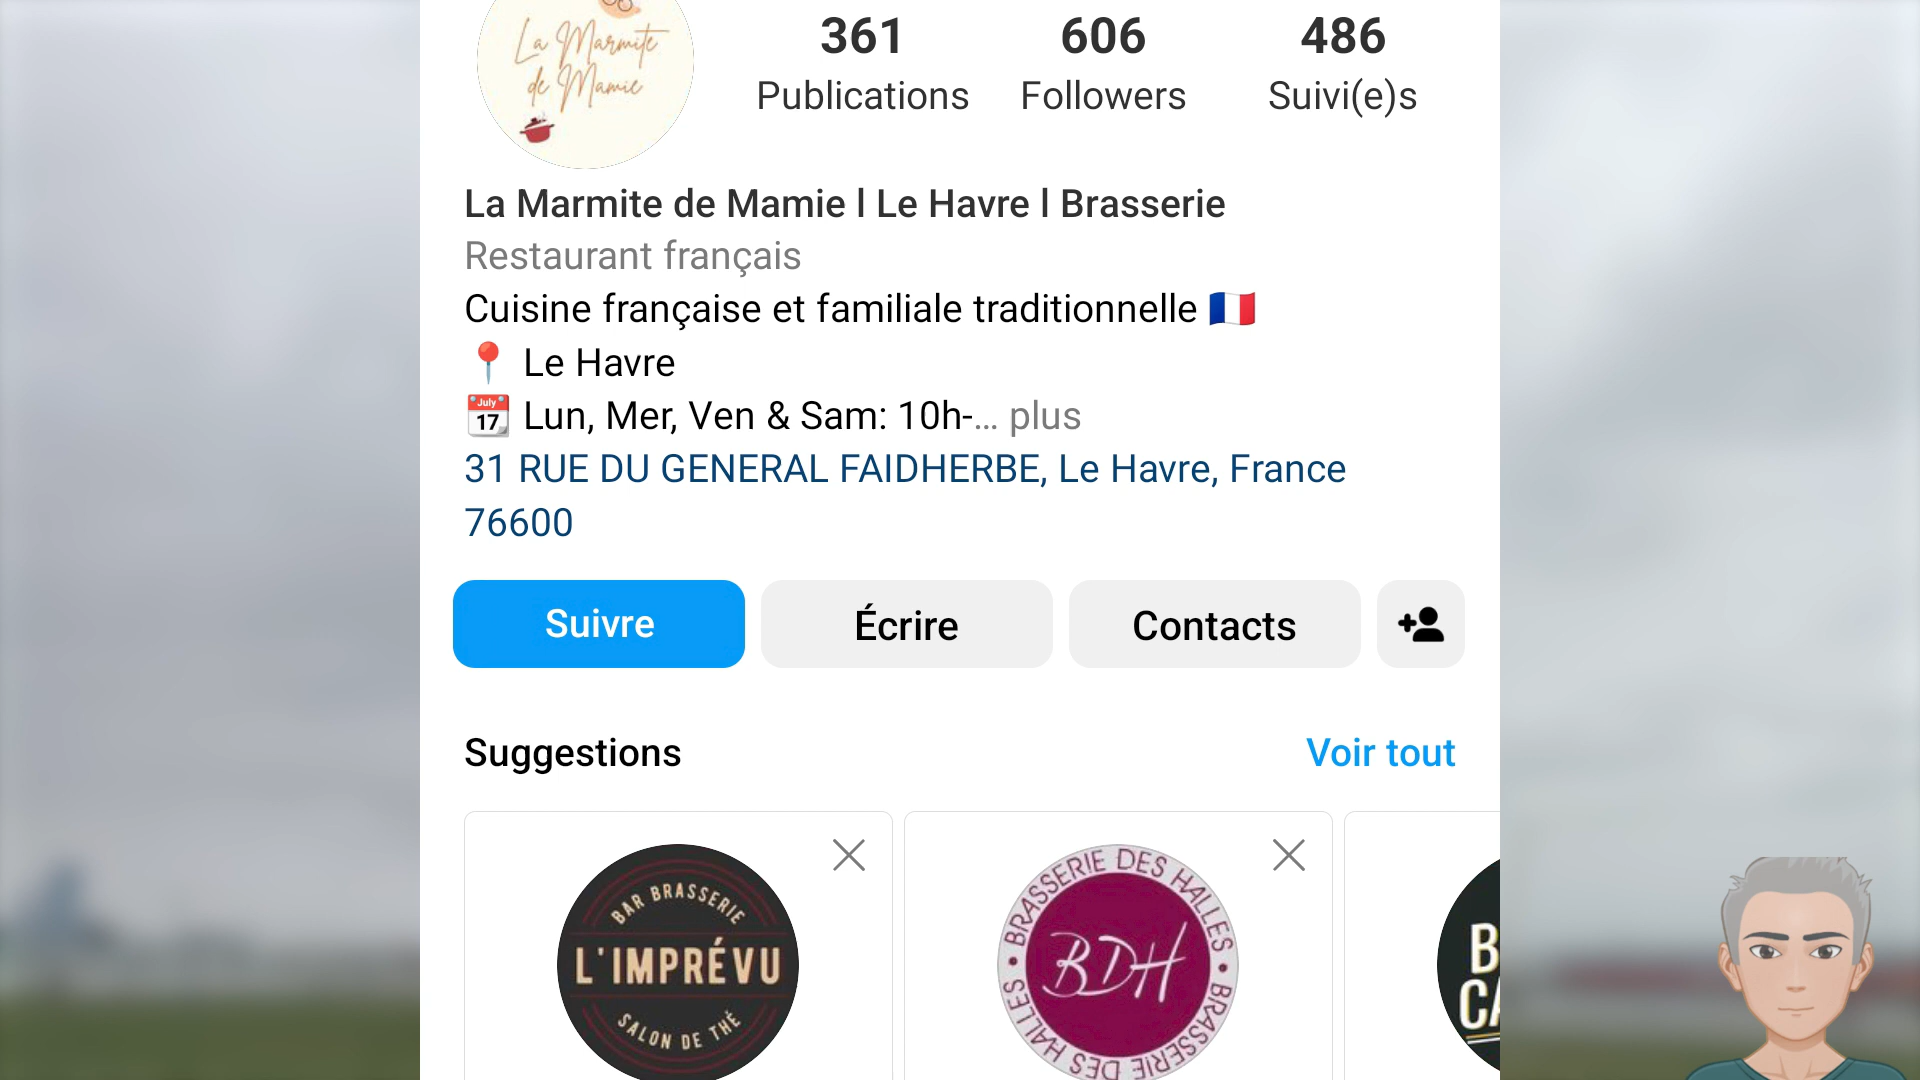 La Marmite
de Mamie
361
606
486
Publications
Followers
Suivi(e)s
La Marmite de Mamie l Le Havre l Brasserie
Restaurant français
Cuisine française et familiale traditionnelle
Le Havre
July
17
Lun, Mer, Ven & Sam: 10h-... plus
31 RUE DU GENERAL FAIDHERBE, Le Havre, France
76600
Suivre
Écrire
Contacts
Suggestions
Voir tout
BAR BRASSERIE
L'IMPRÉVU
SALON DE THÉ
BRASSERIE DES HALLES
BDH
BRASSERIE DES HALLES